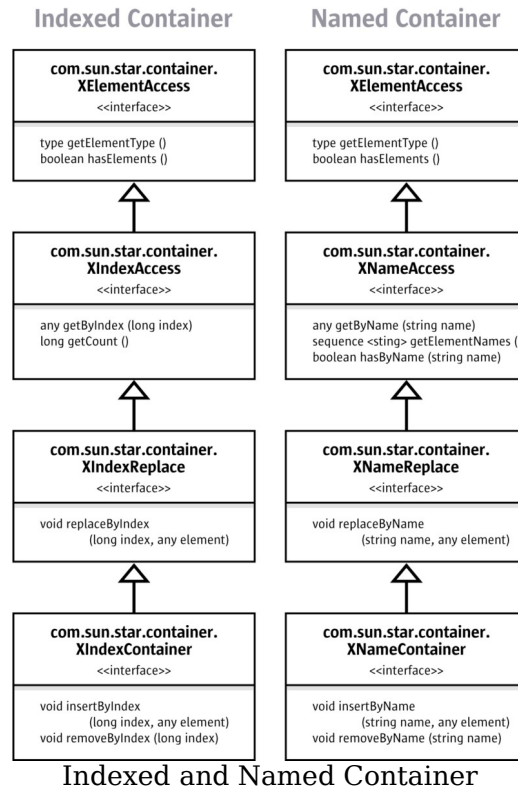 Indexed Container
com.sun.star.container.
XElementAccess
<<interface>>
type getElementType ()
boolean hasElements ()
com.sun.star.container.
XIndexAccess
<<interface>>
any getByIndex (long index)
long getCount ()
com.sun.star.container.
XIndexReplace
<<interface>>
void replaceByIndex
(long index, any element)
com.sun.star.container.
XIndexContainer
<<interface>>
void insertByIndex
(long index, any element)
void removeByIndex (long index)
Named Container
com.sun.star.container.
XElementAccess
<<interface>>
type getElementType ()
boolean hasElements ()
com.sun.star.container.
XNameAccess
<<interface>>
any getByName (string name)
sequence <sting> getElementNames (
boolean hasByName (string name)
com.sun.star.container.
XNameReplace
<<interface>>
void replaceByName
(string name, any element)
com.sun.star.container.
XNameContainer
<<interface>>
void insertByName
(string name, any element)
void removeByName (string name)
Indexed and Named Container